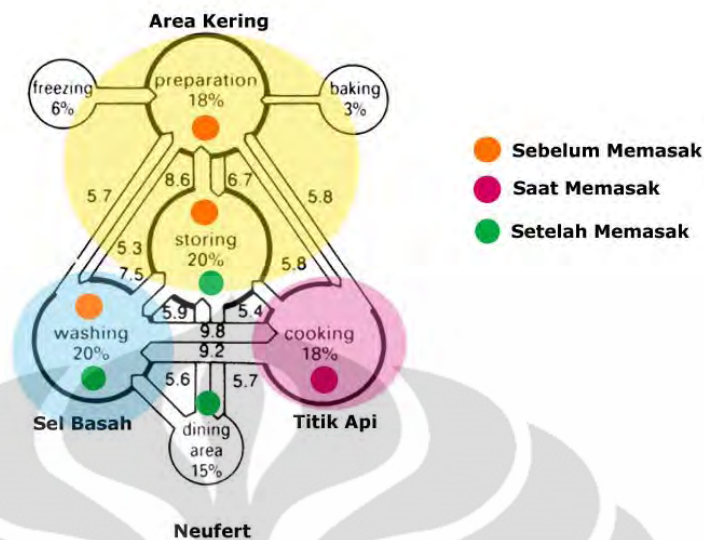 Area Kering
freezing
6%
preparation
18%
baking
3%
Sebelum Memasak
Saat Memasak
Setelah Memasak
5.7
8.6
6.7
5.8
storing
20%
5.3
7.5
5.8
5.9
5.4
washing
20%
9.8
9.2
cooking
18%
5.6
5.7
Sel Basah
Titik Api
dining
area
15%
Neufert